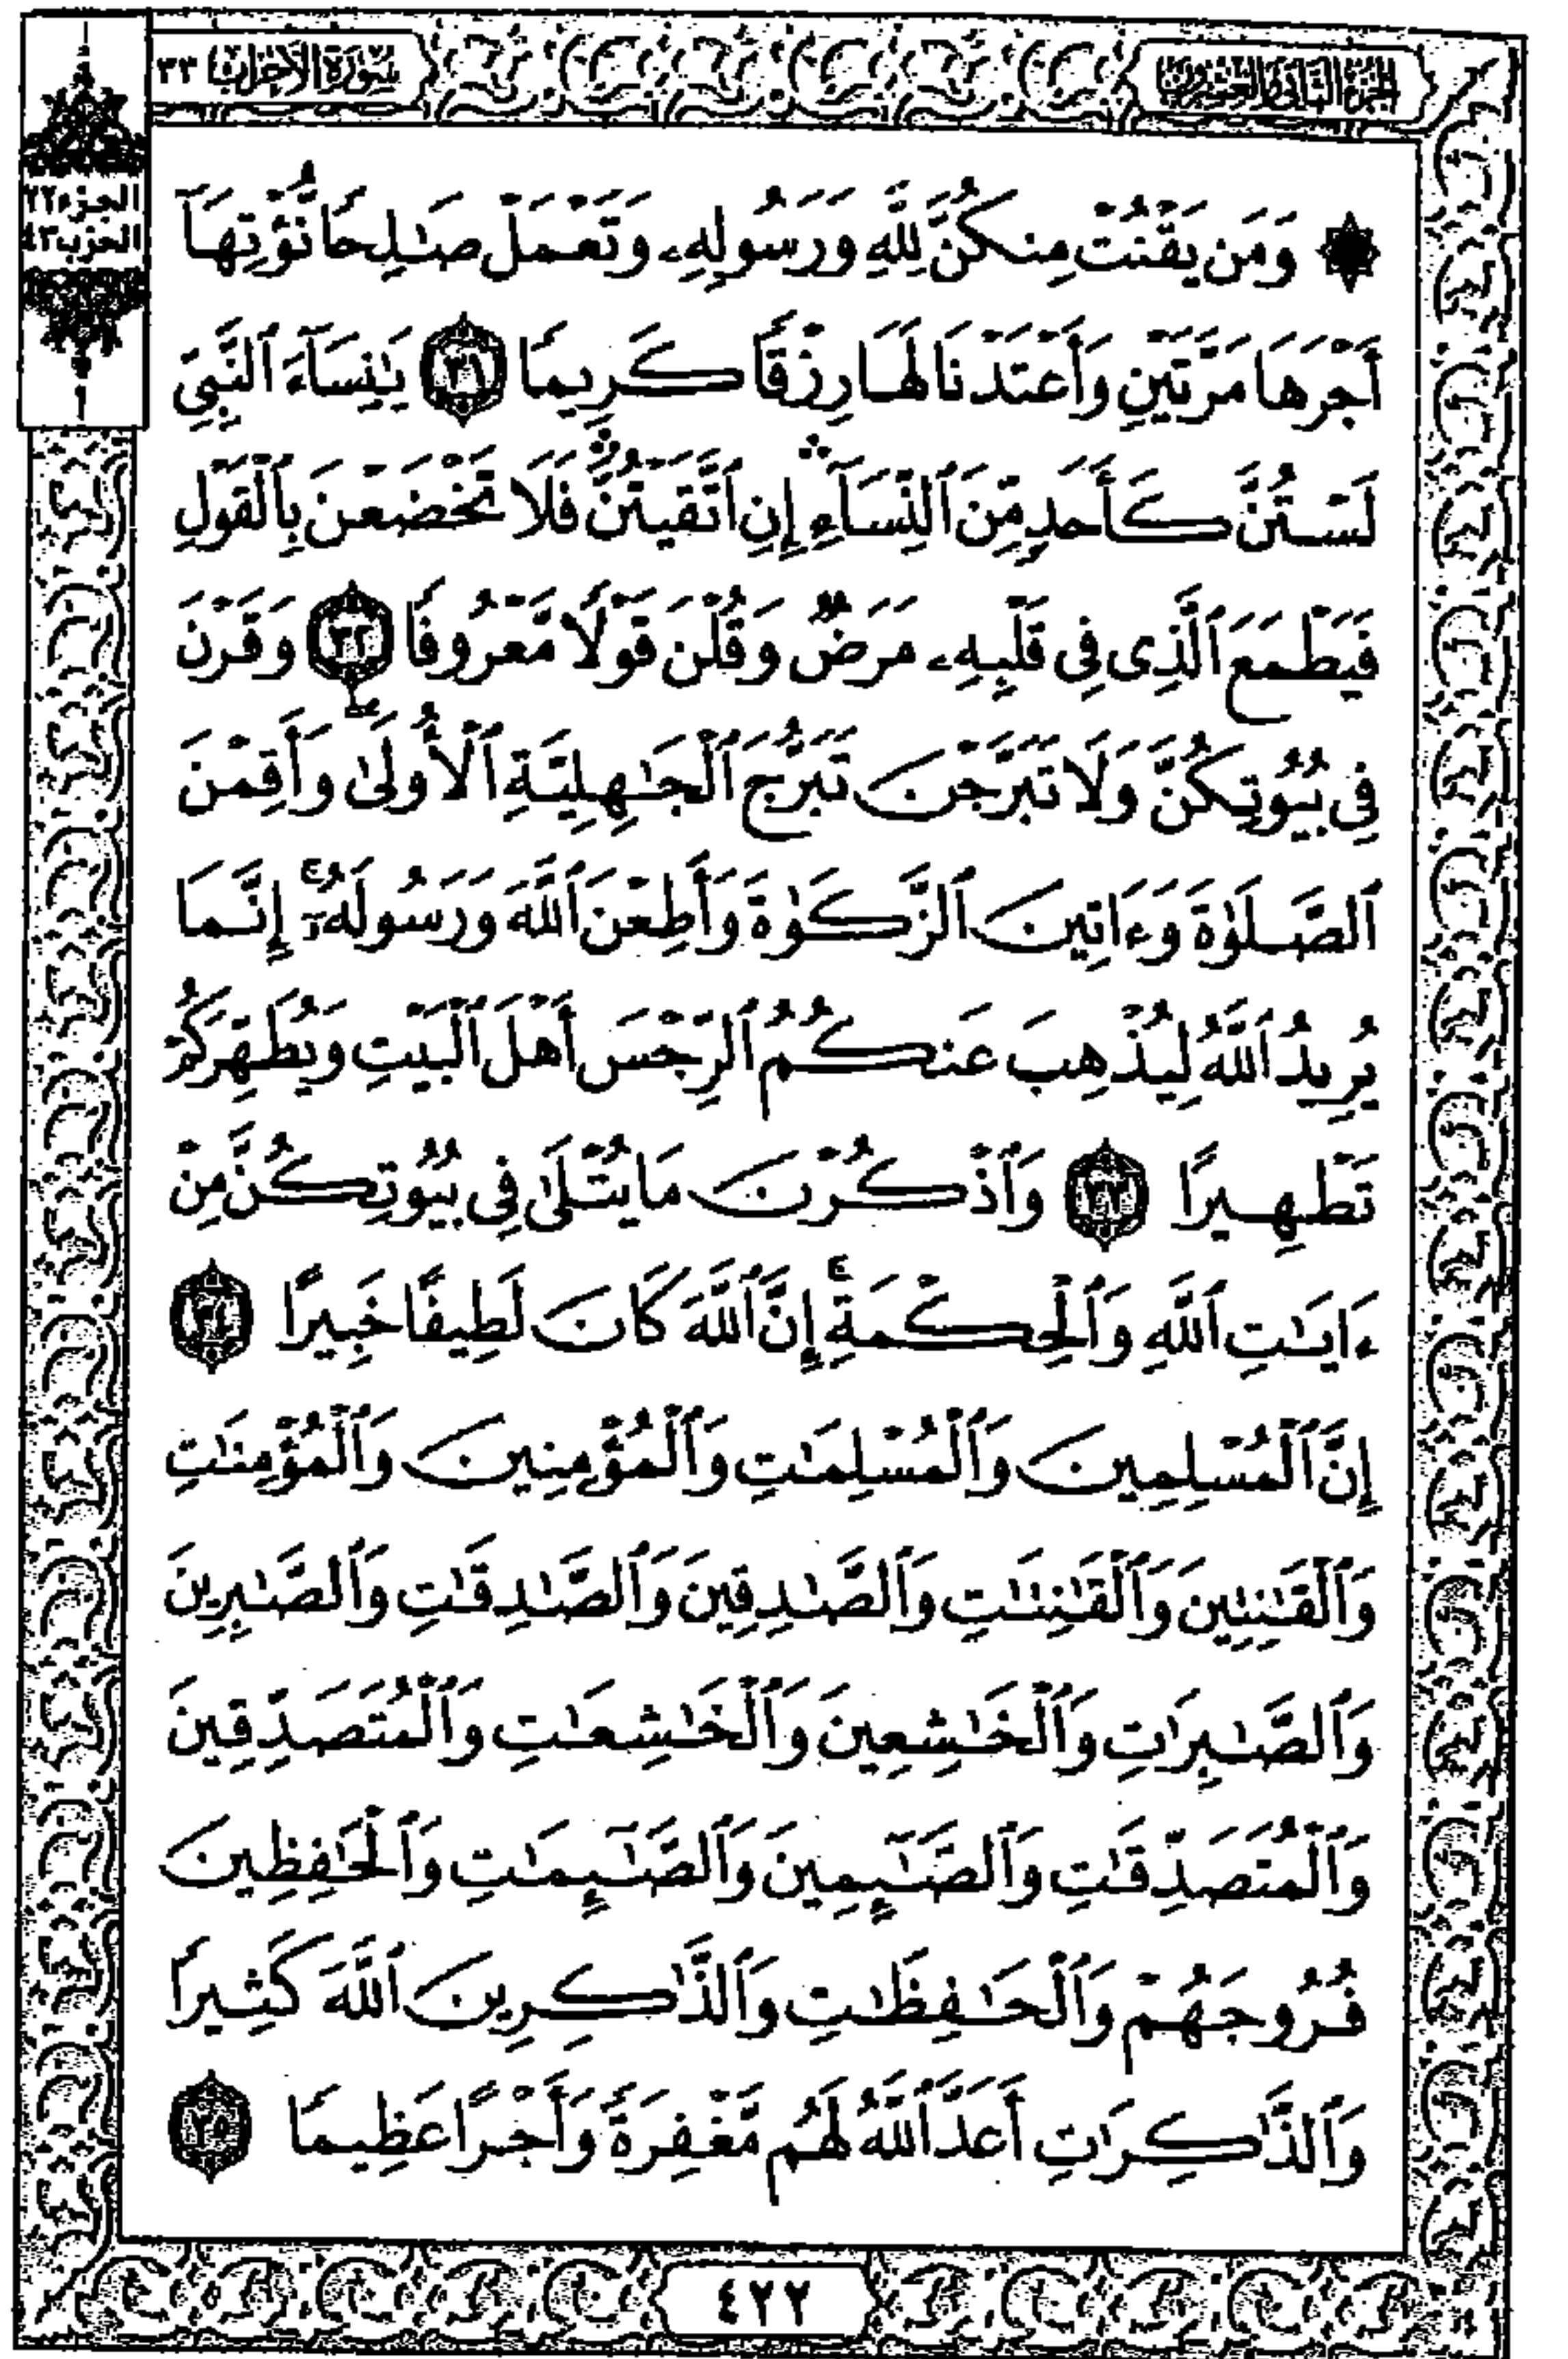 الجزء الثاني والعشرون
سورة الأحزاب ٣٣
الجزء ٢٢
الحزب ٤٣
۞ وَمَن يَقْنُتْ مِنكُنَّ لِلَّهِ وَرَسُولِهِۦ وَتَعْمَلْ صَـٰلِحًا نُّؤْتِهَآ
أَجْرَهَا مَرَّتَيْنِ وَأَعْتَدْنَا لَهَا رِزْقًا كَرِيمًا ٣١ يَـٰنِسَآءَ ٱلنَّبِيِّ
لَسْتُنَّ كَأَحَدٍ مِّنَ ٱلنِّسَآءِ ۛ إِنِ ٱتَّقَيْتُنَّ ۛ فَلَا تَخْضَعْنَ بِٱلْقَوْلِ
فَيَطْمَعَ ٱلَّذِى فِى قَلْبِهِۦ مَرَضٌ وَقُلْنَ قَوْلًا مَّعْرُوفًا ٣٢ وَقَرْنَ
فِى بُيُوتِكُنَّ وَلَا تَبَرَّجْنَ تَبَرُّجَ ٱلْجَـٰهِلِيَّةِ ٱلْأُولَىٰ وَأَقِمْنَ
ٱلصَّلَوٰةَ وَءَاتِينَ ٱلزَّكَوٰةَ وَأَطِعْنَ ٱللَّهَ وَرَسُولَهُۥٓ ۚ إِنَّمَا
يُرِيدُ ٱللَّهُ لِيُذْهِبَ عَنكُمُ ٱلرِّجْسَ أَهْلَ ٱلْبَيْتِ وَيُطَهِّرَكُمْ
تَطْهِيرًا ٣٣ وَٱذْكُرْنَ مَا يُتْلَىٰ فِى بُيُوتِكُنَّ مِنْ
ءَايَـٰتِ ٱللَّهِ وَٱلْحِكْمَةِ ۚ إِنَّ ٱللَّهَ كَانَ لَطِيفًا خَبِيرًا ٣٤
إِنَّ ٱلْمُسْلِمِينَ وَٱلْمُسْلِمَـٰتِ وَٱلْمُؤْمِنِينَ وَٱلْمُؤْمِنَـٰتِ
وَٱلْقَـٰنِتِينَ وَٱلْقَـٰنِتَـٰتِ وَٱلصَّـٰدِقِينَ وَٱلصَّـٰدِقَـٰتِ وَٱلصَّـٰبِرِينَ
وَٱلصَّـٰبِرَٰتِ وَٱلْخَـٰشِعِينَ وَٱلْخَـٰشِعَـٰتِ وَٱلْمُتَصَدِّقِينَ
وَٱلْمُتَصَدِّقَـٰتِ وَٱلصَّـٰٓئِمِينَ وَٱلصَّـٰٓئِمَـٰتِ وَٱلْحَـٰفِظِينَ
فُرُوجَهُمْ وَٱلْحَـٰفِظَـٰتِ وَٱلذَّٰكِرِينَ ٱللَّهَ كَثِيرًا
وَٱلذَّٰكِرَٰتِ أَعَدَّ ٱللَّهُ لَهُم مَّغْفِرَةً وَأَجْرًا عَظِيمًا ٣٥
٤٢٢